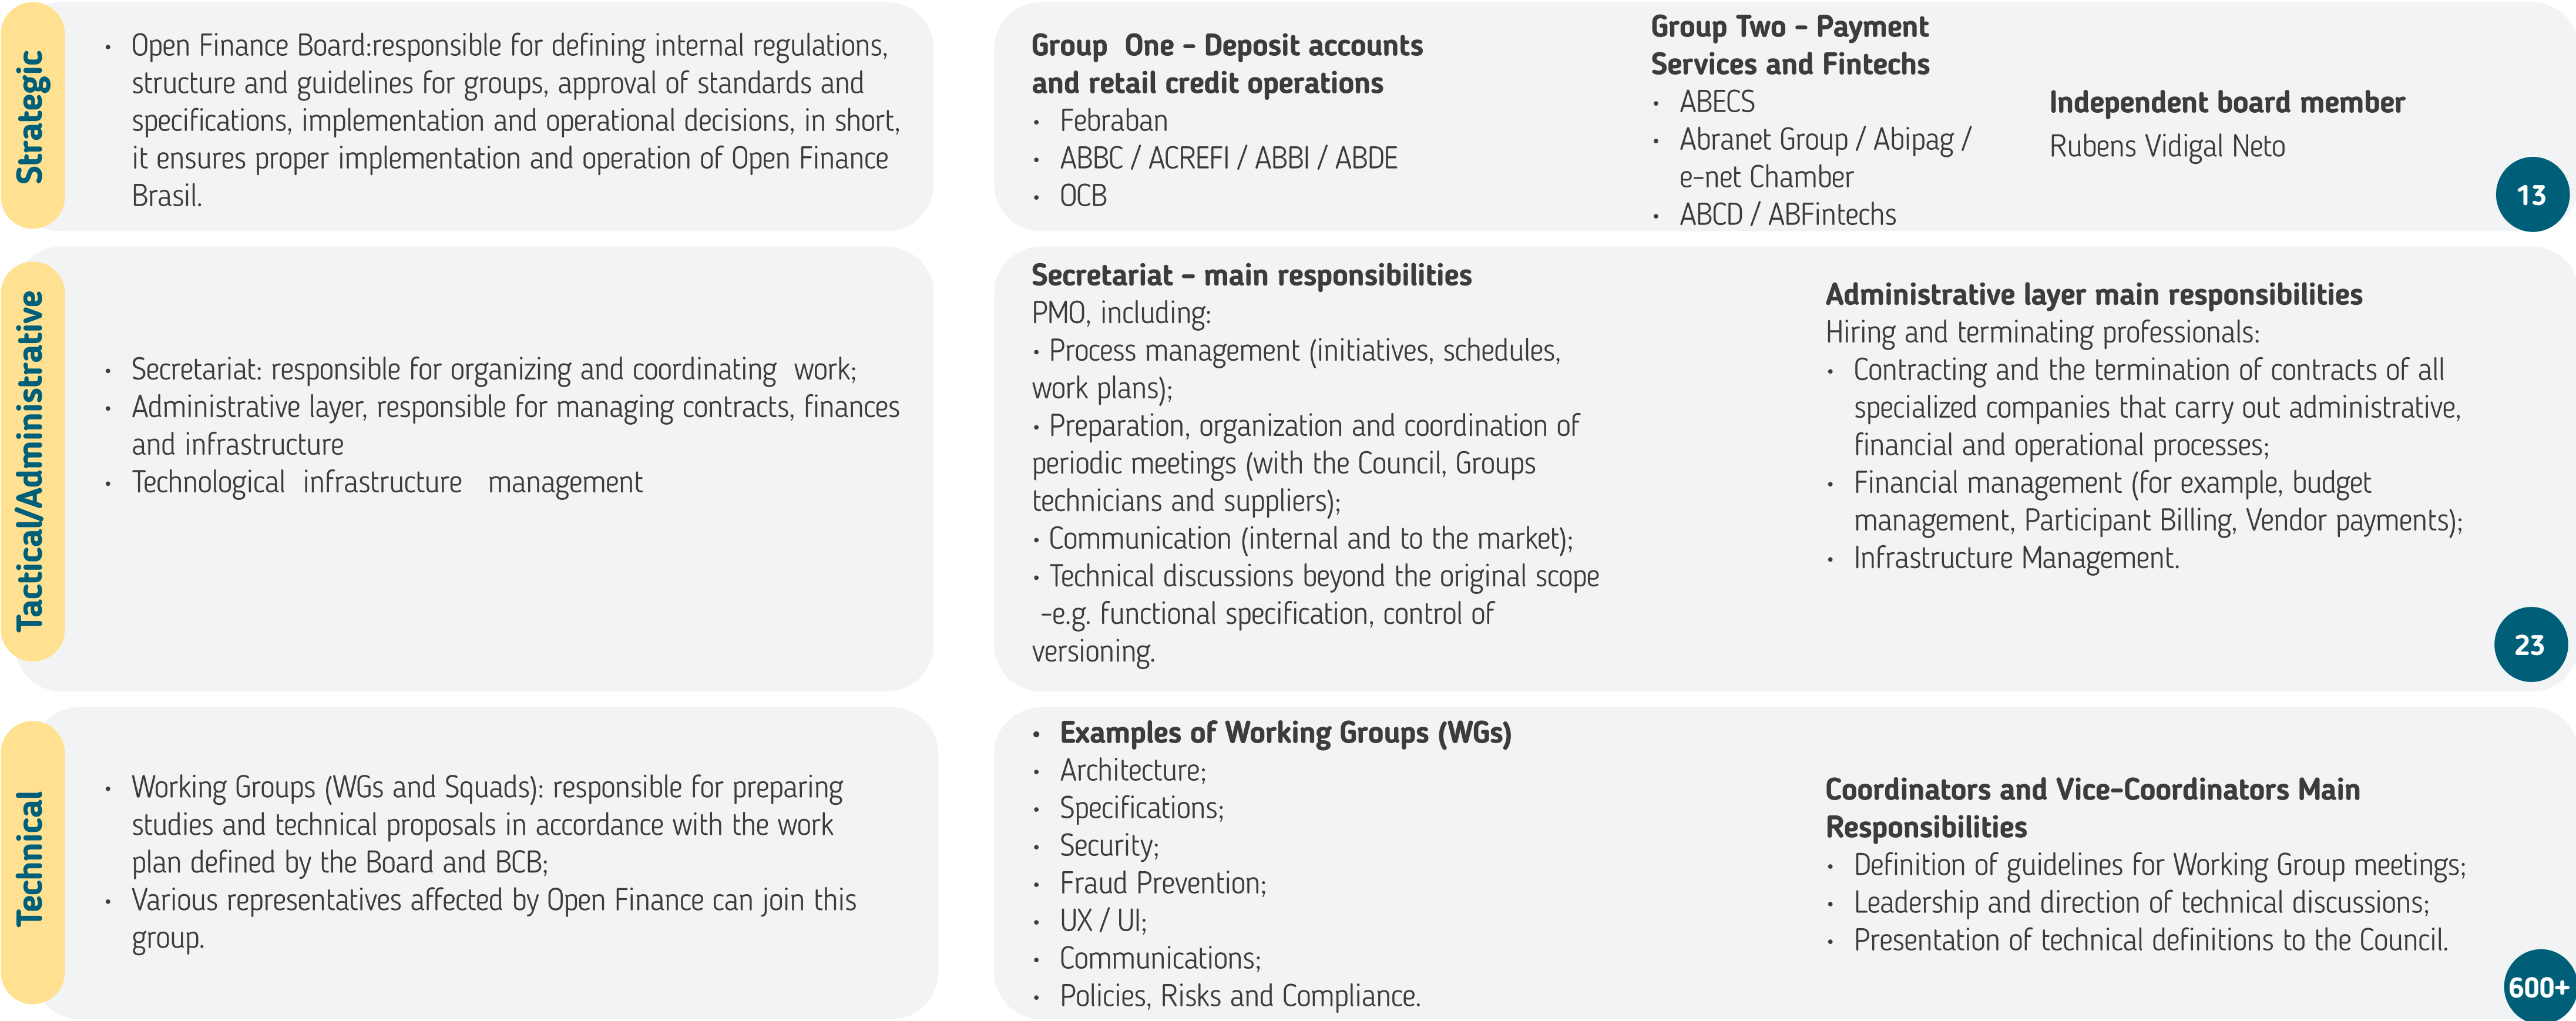 Strategic
• Open Finance Board:responsible for defining internal regulations,
structure and guidelines for groups, approval of standards and
specifications, implementation and operational decisions, in short,
it ensures proper implementation and operation of Open Finance
Brasil.
Group One - Deposit accounts
and retail credit operations
• Febraban
• ABBC / ACREFI / ABBI / ABDE
• OCB
Group Two - Payment
Services and Fintechs
• ABECS
• Abranet Group / Abipag /
e-net Chamber
• ABCD / ABFintechs
Independent board member
Rubens Vidigal Neto
13
Tactical/Administrative
• Secretariat: responsible for organizing and coordinating work;
• Administrative layer, responsible for managing contracts, finances
and infrastructure
• Technological infrastructure management
Secretariat - main responsibilities
PMO, including:
• Process management (initiatives, schedules,
work plans);
• Preparation, organization and coordination of
periodic meetings (with the Council, Groups
technicians and suppliers);
• Communication (internal and to the market);
• Technical discussions beyond the original scope
-e.g. functional specification, control of
versioning.
Administrative layer main responsibilities
Hiring and terminating professionals:
• Contracting and the termination of contracts of all
specialized companies that carry out administrative,
financial and operational processes;
• Financial management (for example, budget
management, Participant Billing, Vendor payments);
• Infrastructure Management.
23
Technical
• Working Groups (WGs and Squads): responsible for preparing
studies and technical proposals in accordance with the work
plan defined by the Board and BCB;
• Various representatives affected by Open Finance can join this
group.
• Examples of Working Groups (WGs)
• Architecture;
• Specifications;
• Security;
• Fraud Prevention;
• UX / UI;
• Communications;
• Policies, Risks and Compliance.
Coordinators and Vice-Coordinators Main
Responsibilities
• Definition of guidelines for Working Group meetings;
• Leadership and direction of technical discussions;
• Presentation of technical definitions to the Council.
600+